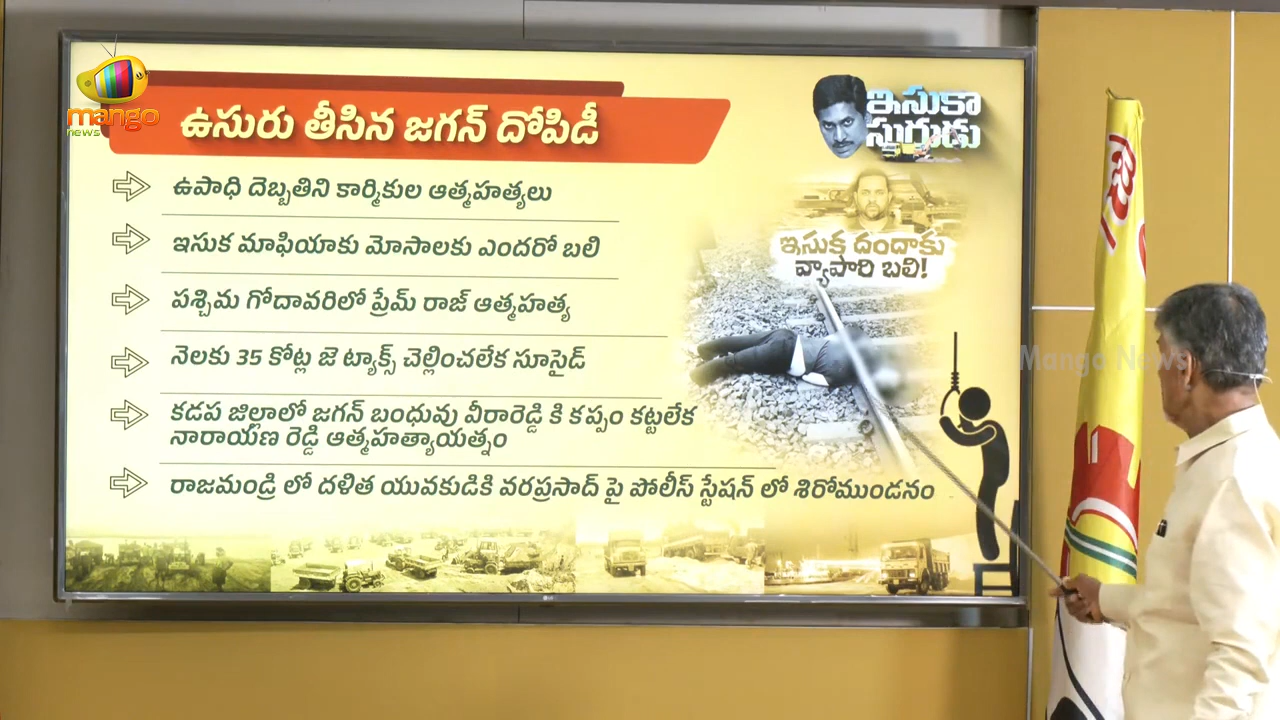 mango
news
ఉసురు తీసిన జగన్ దోపిడీ
ఇసుకా
సురుడు
ఉపాధి దెబ్బతిని కార్మికుల ఆత్మహత్యలు
ఇసుక మాఫియాకు మోసాలకు ఎందరో బలి
ఇసుక దందాకు
వ్యాపారి బలి!
పశ్చిమ గోదావరిలో ప్రేమ్ రాజ్ ఆత్మహత్య
నెలకు 35 కోట్ల జె ట్యాక్స్ చెల్లించలేక సూసైడ్
Mango News
కడప జిల్లాలో జగన్ బంధువు వీరారెడ్డి కి కప్పం కట్టలేక
నారాయణ రెడ్డి ఆత్మహత్యాయత్నం
రాజమండ్రి లో దళిత యువకుడికి వరప్రసాద్ పై పోలీస్ స్టేషన్ లో శిరోముండనం
LG